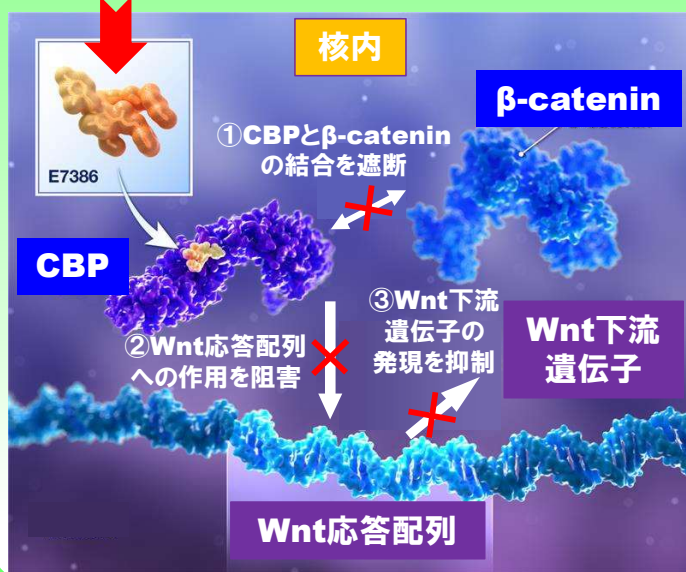 核内
E7386
β-catenin
①CBPとβ-catenin
の結合を遮断
CBP
②Wnt応答配列
への作用を阻害
③Wnt下流
遺伝子の
発現を抑制
Wnt下流
遺伝子
Wnt応答配列